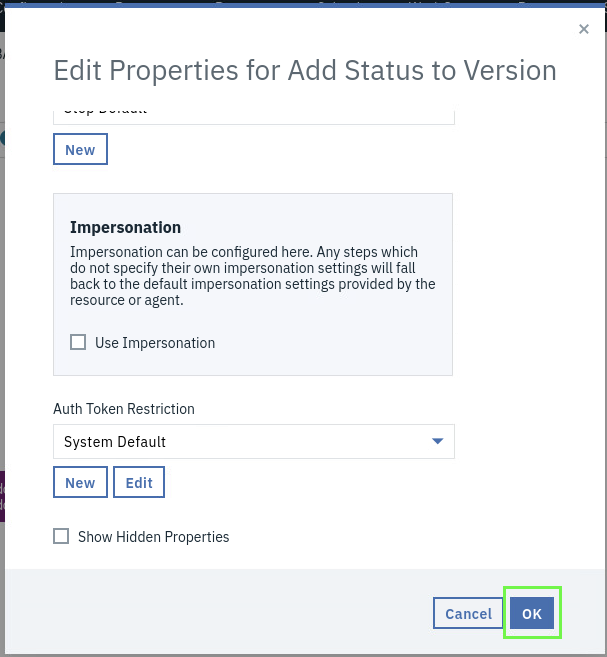 ×
Edit Properties for Add Status to Version
Step Default
New
Impersonation
Impersonation can be configured here. Any steps which
do not specify their own impersonation settings will fall
back to the default impersonation settings provided by the
resource or agent.
Use Impersonation
Auth Token Restriction
System Default
New Edit
Show Hidden Properties
Cancel OK